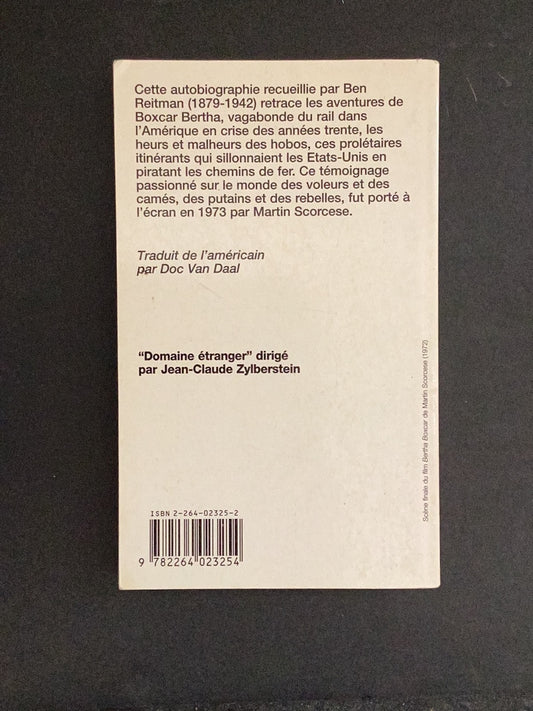 Cette autobiographie recueillie par Ben
Reitman (1879-1942) retrace les aventures de
Boxcar Bertha, vagabonde du rail dans
l'Amérique en crise des années trente, les
heurs et malheurs des hobos, ces prolétaires
itinérants qui sillonnaient les Etats-Unis en
piratant les chemins de fer. Ce témoignage
passionné sur le monde des voleurs et des
camés, des putains et des rebelles, fut porté à
l'écran en 1973 par Martin Scorcese.
Traduit de l'américain
par Doc Van Daal
“Domaine étranger” dirigé
par Jean-Claude Zylberstein
ISBN 2-264-02325-2
9 782264 023254
Scène finale du film Bertha Boxcar de Martin Scorcese (1972)